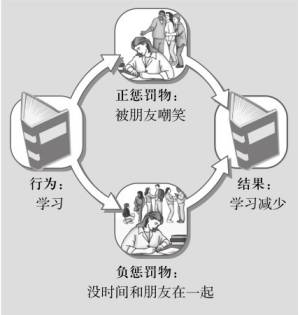 正惩罚物：
被朋友嘲笑
行为：
学习
结果：
学习减少
负惩罚物：
没时间和朋友在一起